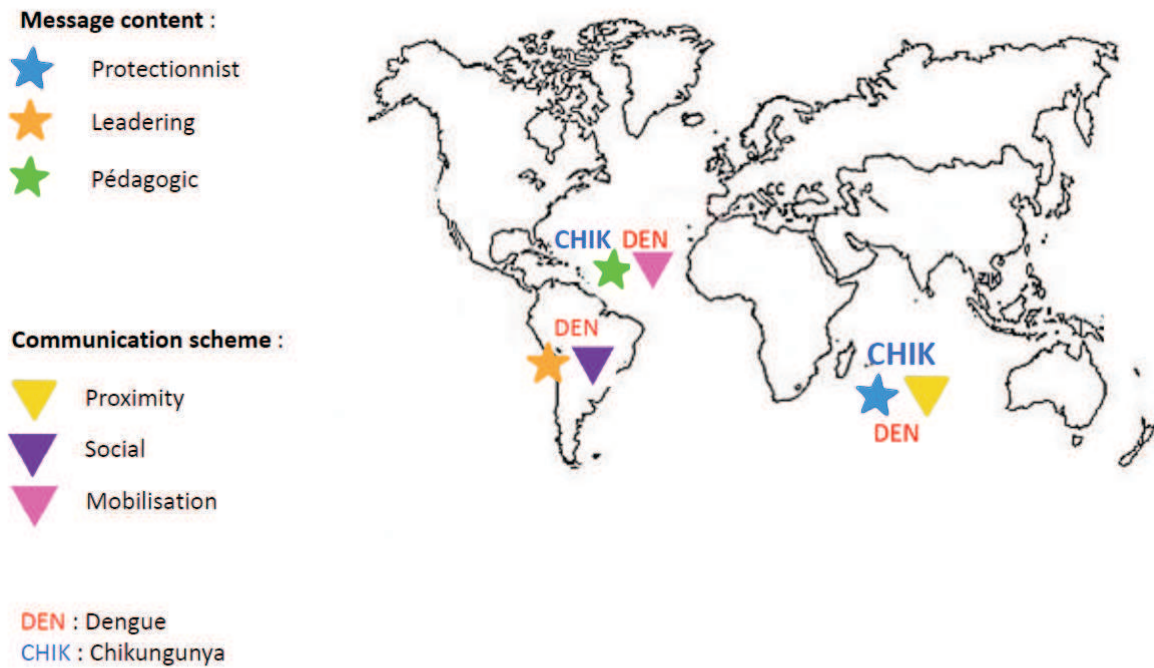 Message content :
Protectionnist
Leadering
Pédagogic
CHIK DEN
DEN
Communication scheme :
Proximity
Social
Mobilisation
CHIK
DEN
DEN : Dengue
CHIK : Chikungunya